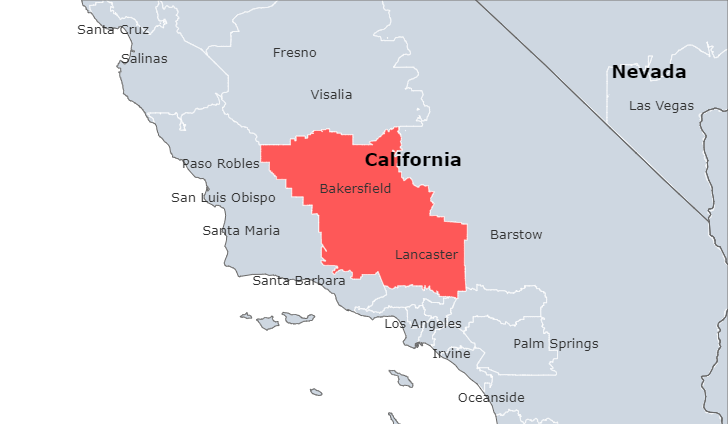 Santa Cruz
Salinas
Fresno
Visalia
Nevada
Las Vegas
Paso Robles
California
San Luis Obispo
Bakersfield
Santa Maria
Barstow
Lancaster
Santa Barbara
Los Angeles
Palm Springs
Irvine
Oceanside